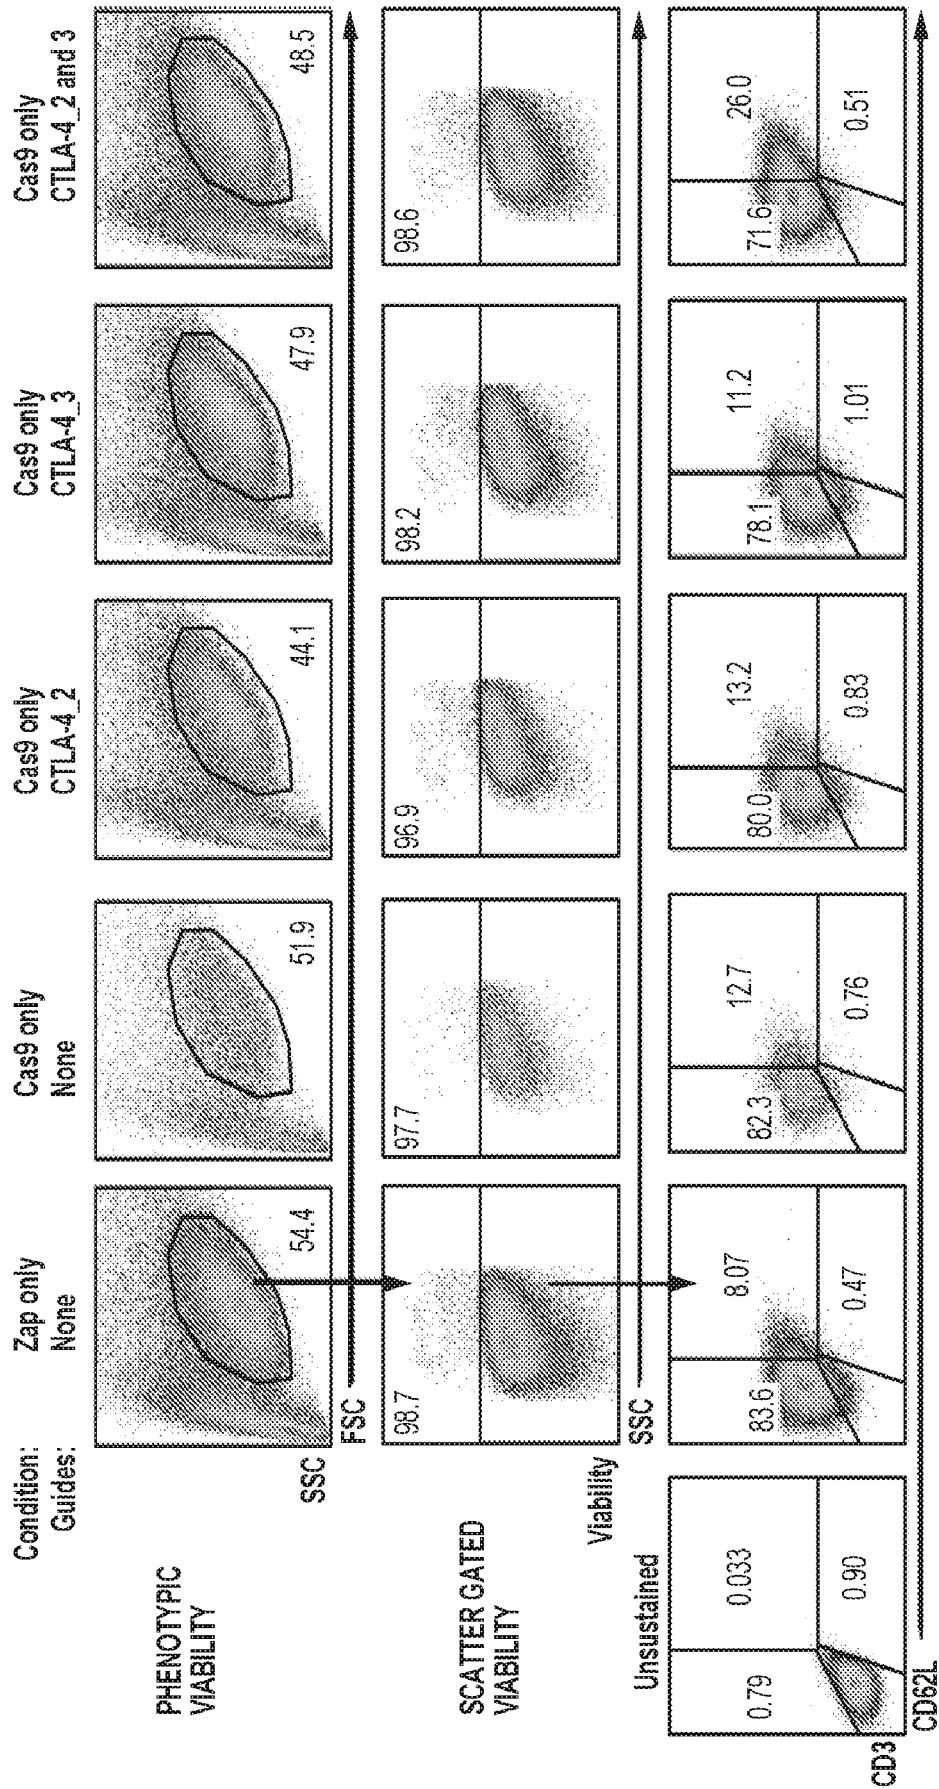 Condition: Zap only Cas9 only Cas9 only Cas9 only Cas9 only
Guides: None None CTLA-4_2 CTLA-4_3 CTLA-4_2 and 3
PHENOTYPIC
VIABILITY
54.4 51.9 44.1 47.9 48.5
SSC
FSC
SCATTER GATED
VIABILITY
98.7 97.7 96.9 98.2 98.6
Viability
SSC
Unsustained
0.79 0.033 83.6 8.07 82.3 12.7 80.0 13.2 78.1 11.2 71.6 26.0
0.90 0.47 0.76 0.83 1.01 0.51
CD3
CD62L